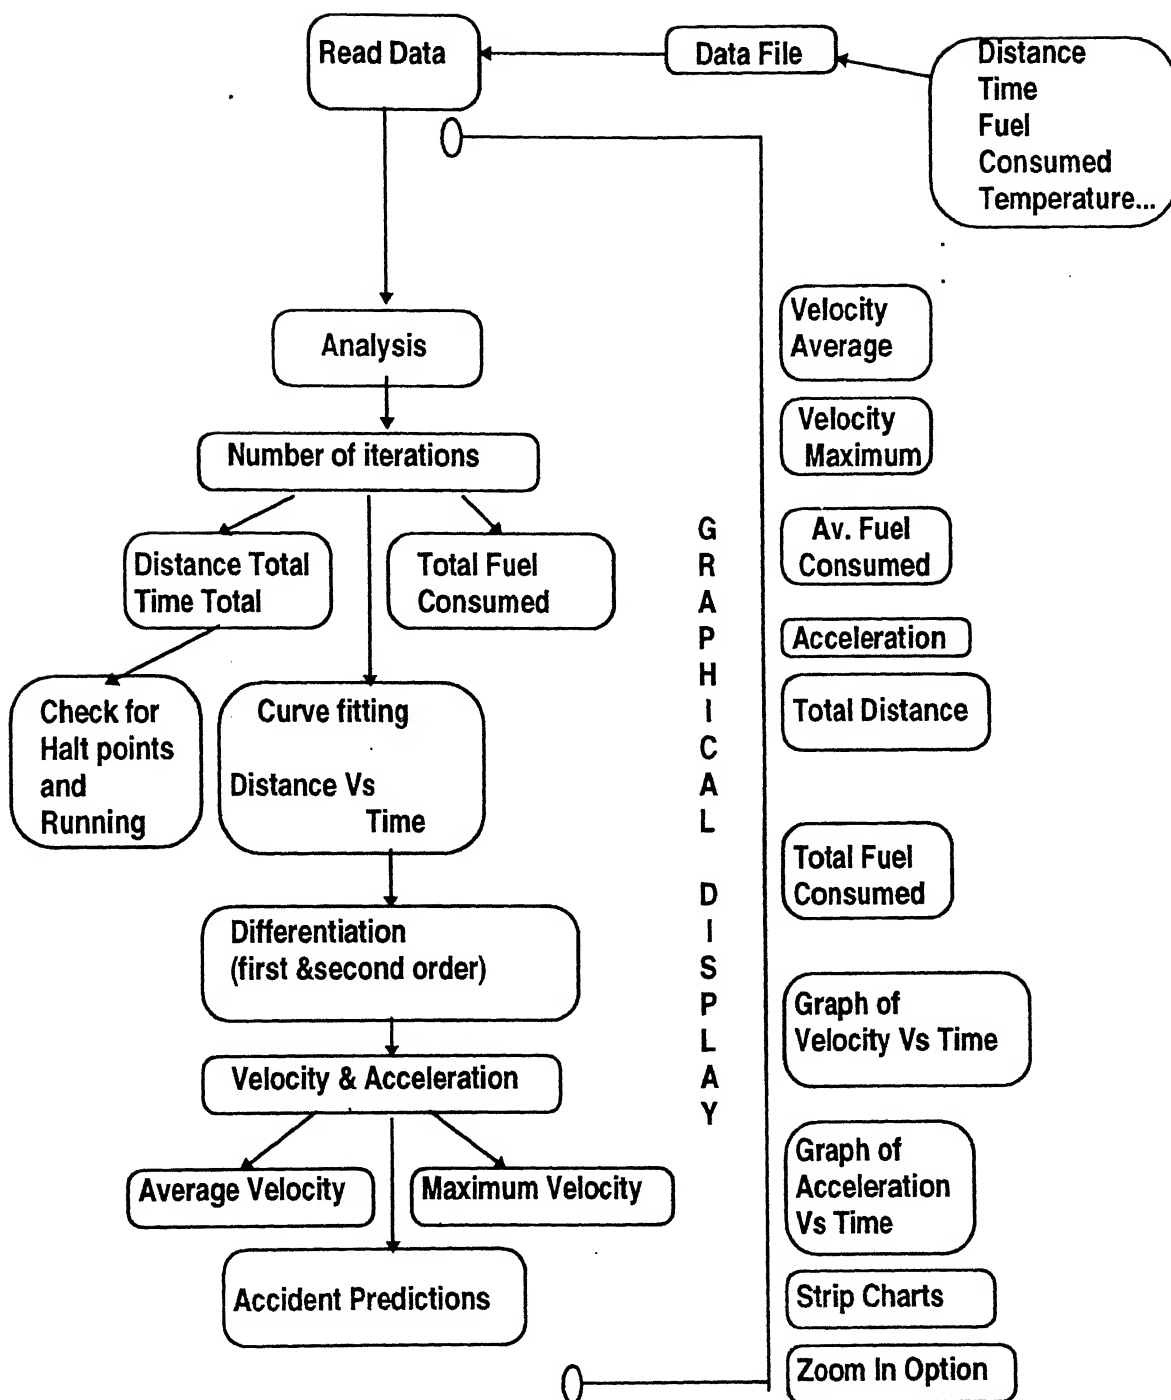 Read Data
Data File
Distance
Time
Fuel
Consumed
Temperature...
Analysis
Number of iterations
Distance Total
Time Total
Total Fuel
Consumed
Check for
Halt points
and
Running
Curve fitting
Distance Vs
Time
Differentiation
(first &second order)
Velocity & Acceleration
Average Velocity
Maximum Velocity
Accident Predictions
GRAPHICAL DISPLAY
Velocity
Average
Velocity
Maximum
Av. Fuel
Consumed
Acceleration
Total Distance
Total Fuel
Consumed
Graph of
Velocity Vs Time
Graph of
Acceleration
Vs Time
Strip Charts
Zoom In Option